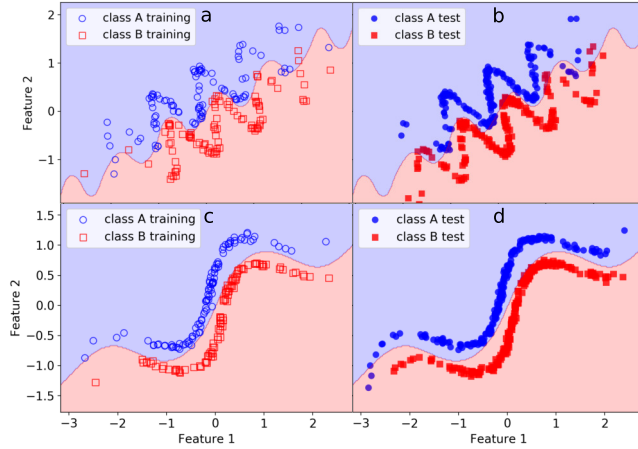 a
class A training
class B training
b
class A test
class B test
2
1
0
−1
Feature 2
c
class A training
class B training
d
class A test
class B test
1.5
1.0
0.5
0.0
−0.5
−1.0
−1.5
Feature 2
−3 −2 −1 0 1 2
−3 −2 −1 0 1 2
Feature 1
Feature 1